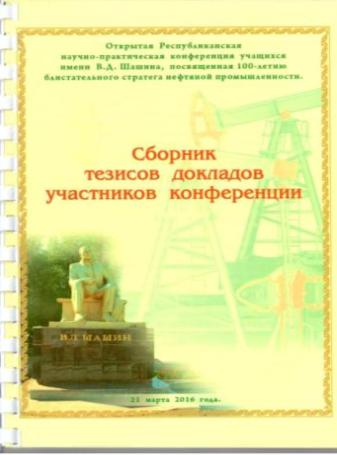 Открытая Республиканская
научно-практическая конференция учащихся
имени В.Д. Шашина, посвященная 100-летию
блистательного стратега нефтяной промышленности.
Сборник
тезисов докладов
участников конференции
В.Д. ШАШИН
21 марта 2016 года.